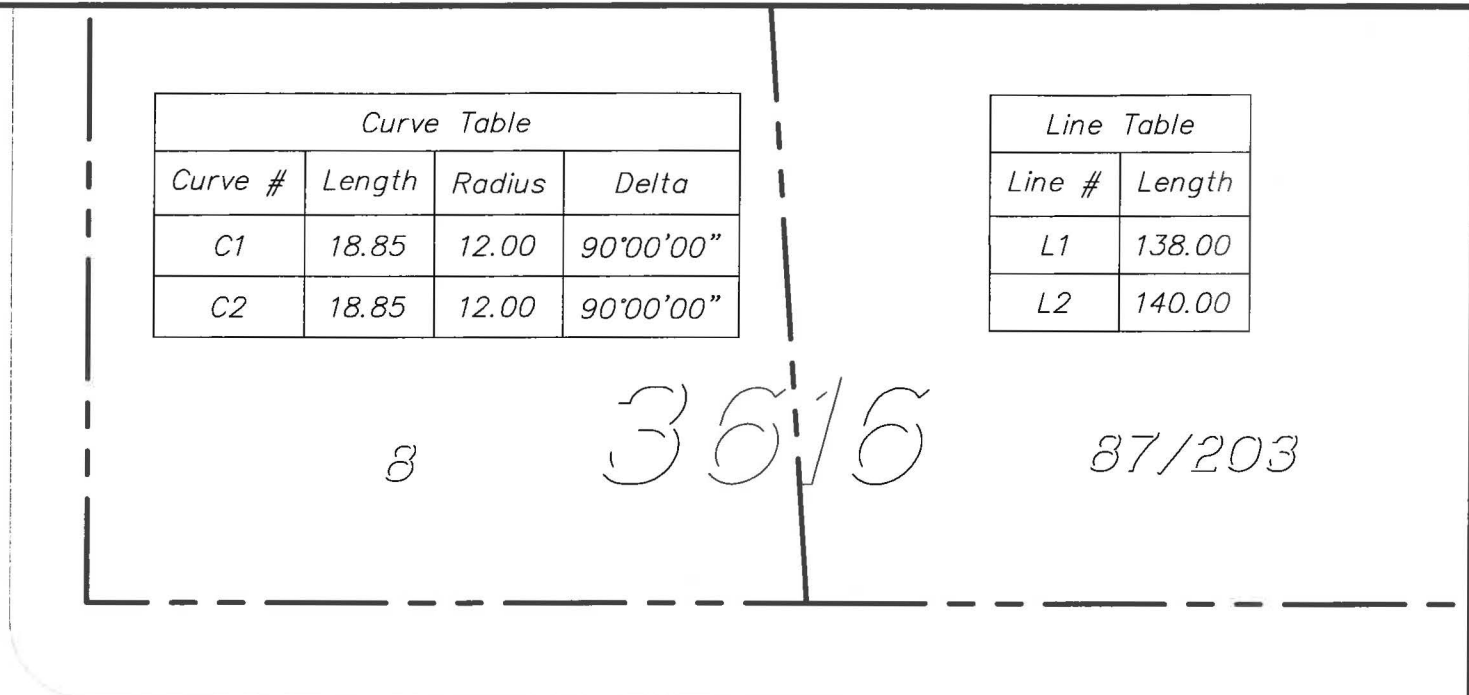 Curve Table
Curve # Length Radius Delta
C1 18.85 12.00 90°00'00"
C2 18.85 12.00 90°00'00"
Line Table
Line # Length
L1 138.00
L2 140.00
3616
8
87/203